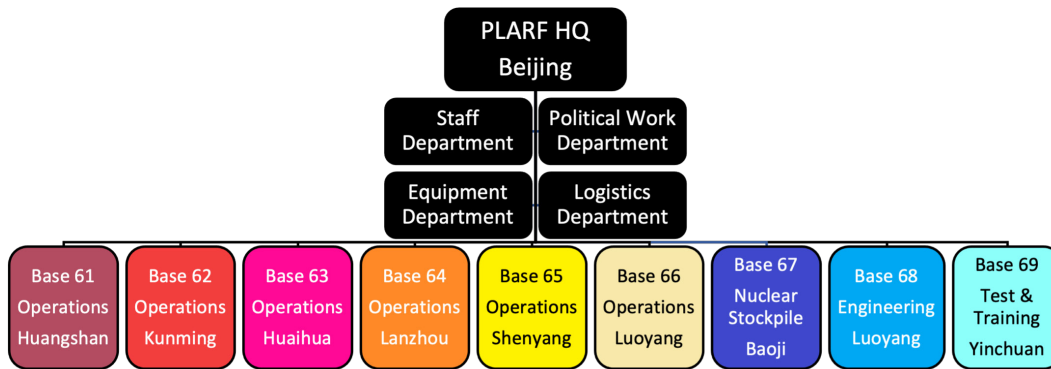 PLARF HQ
Beijing
Staff
Department
Political Work
Department
Equipment
Department
Logistics
Department
Base 61
Operations
Huangshan
Base 62
Operations
Kunming
Base 63
Operations
Huaihua
Base 64
Operations
Lanzhou
Base 65
Operations
Shenyang
Base 66
Operations
Luoyang
Base 67
Nuclear
Stockpile
Baoji
Base 68
Engineering
Luoyang
Base 69
Test &
Training
Yinchuan